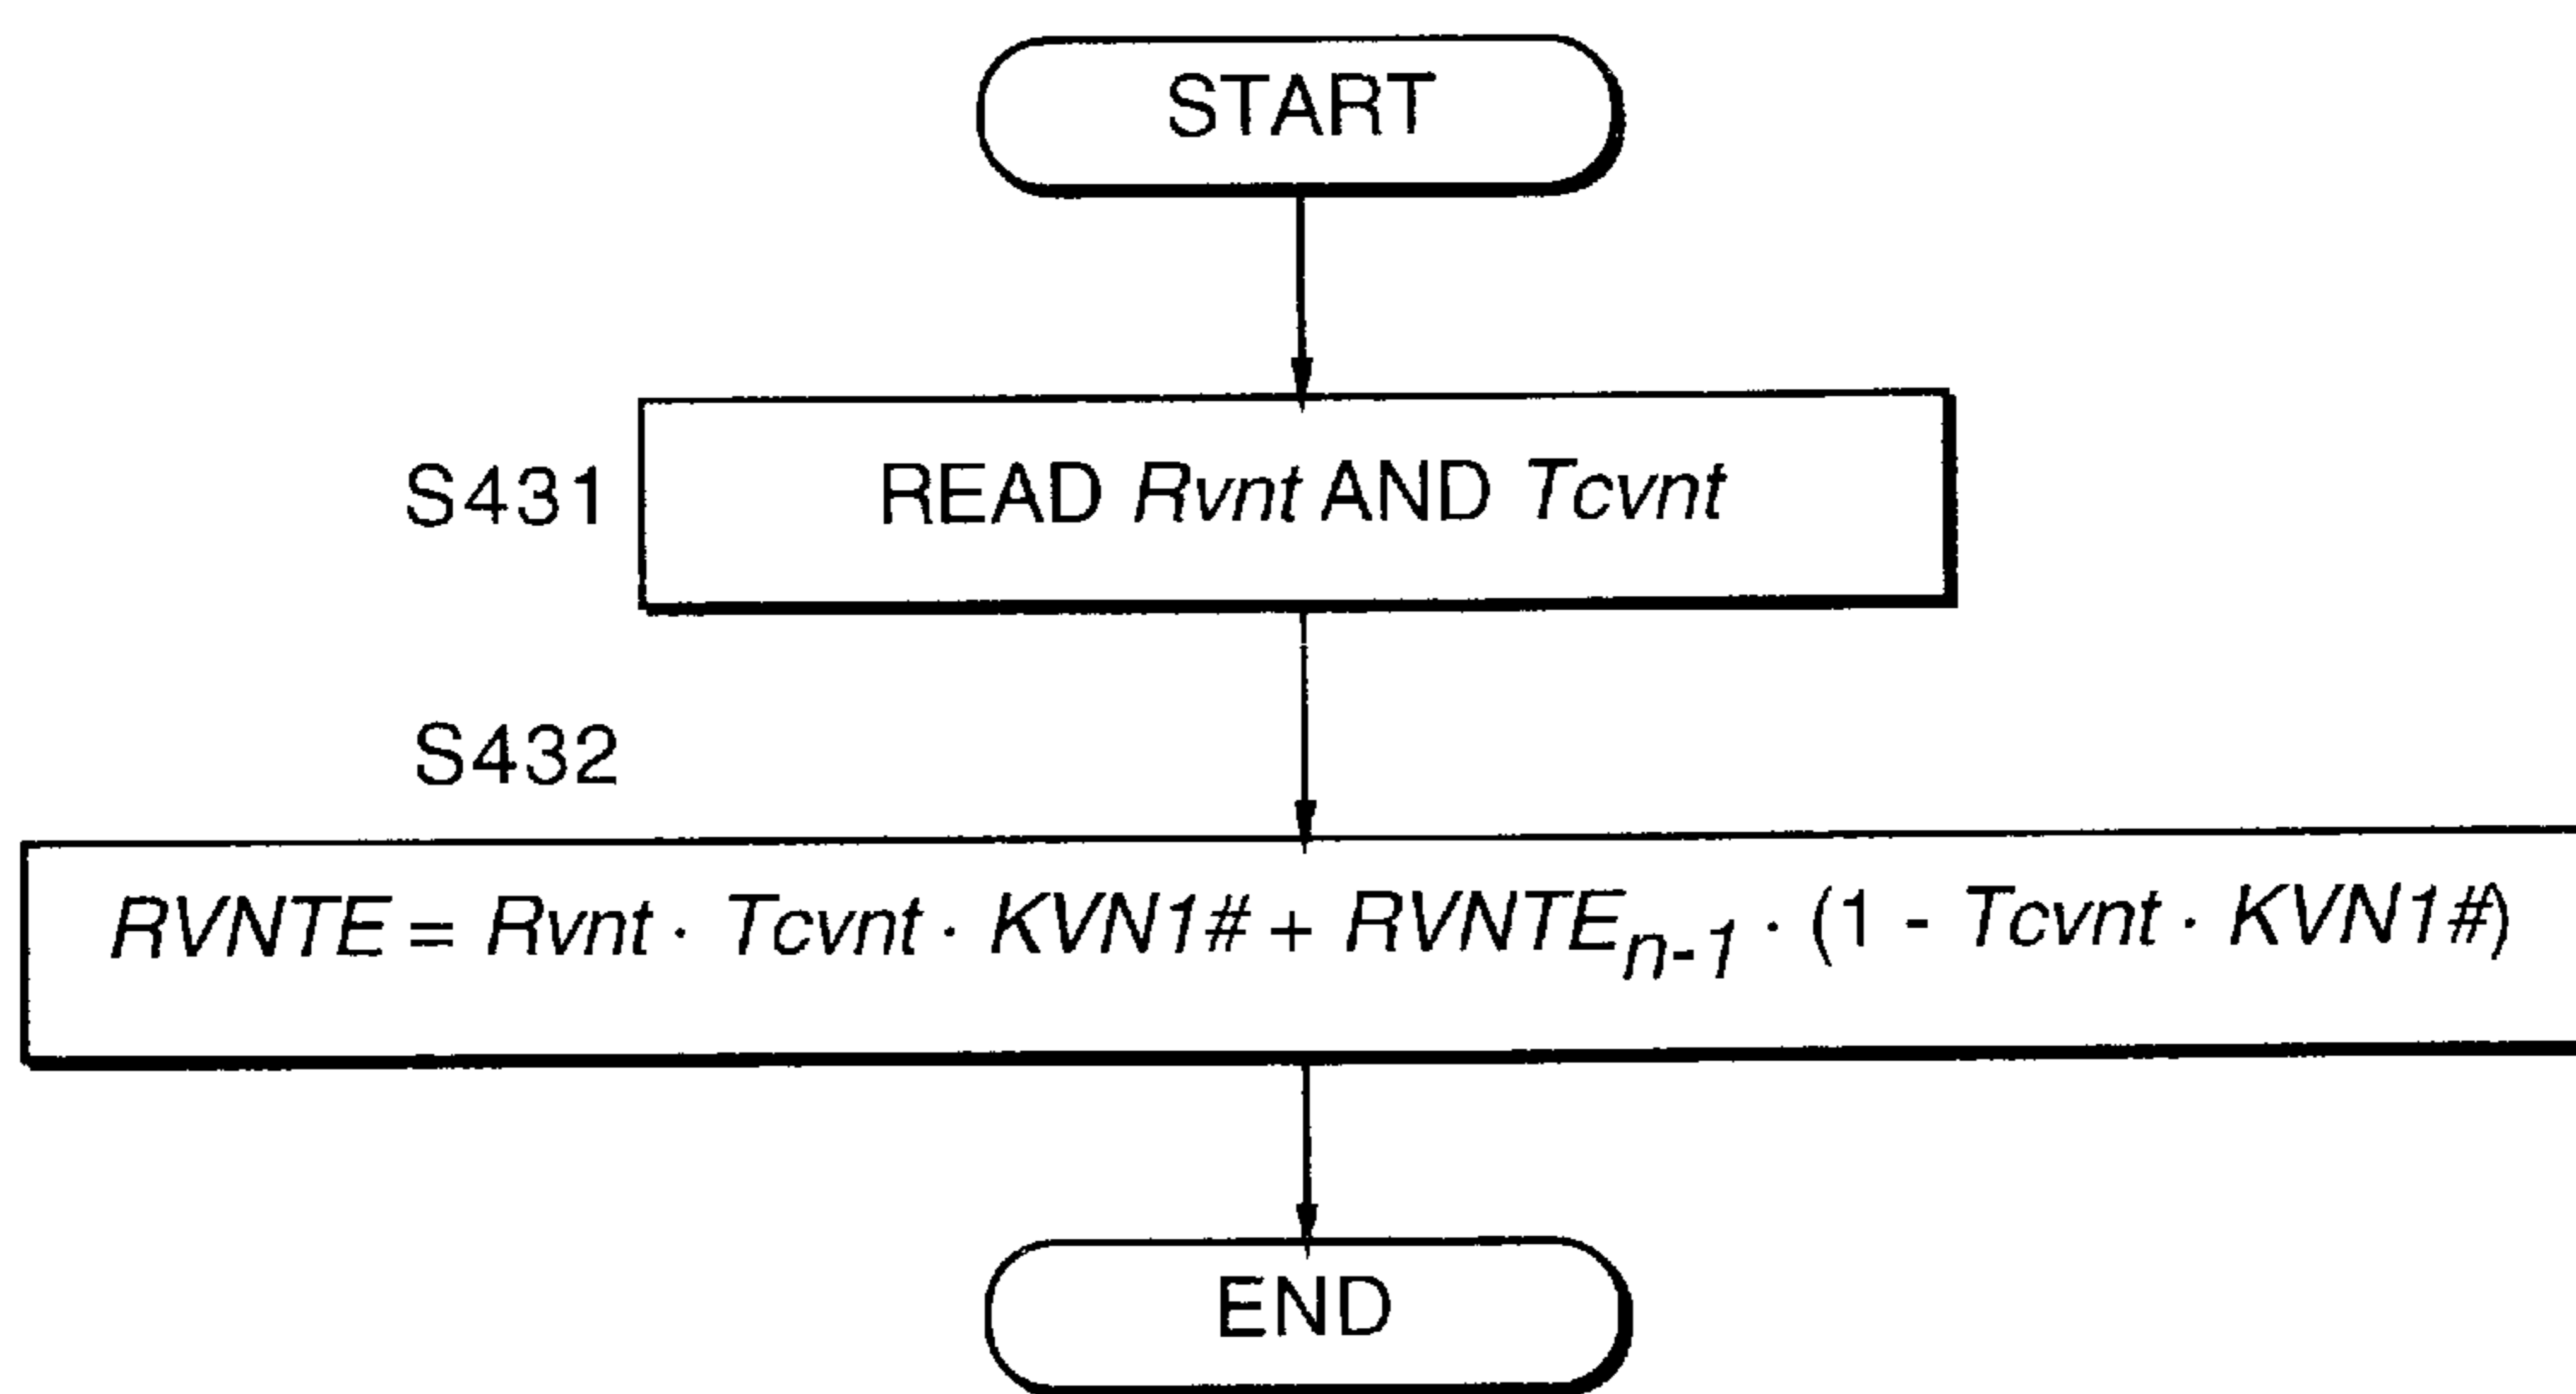 START
S431
READ Rvnt AND Tcvnt
S432
RVNTE = Rvnt · Tcvnt · KVN1# + RVNTEn-1 · (1 - Tcvnt · KVN1#)
END